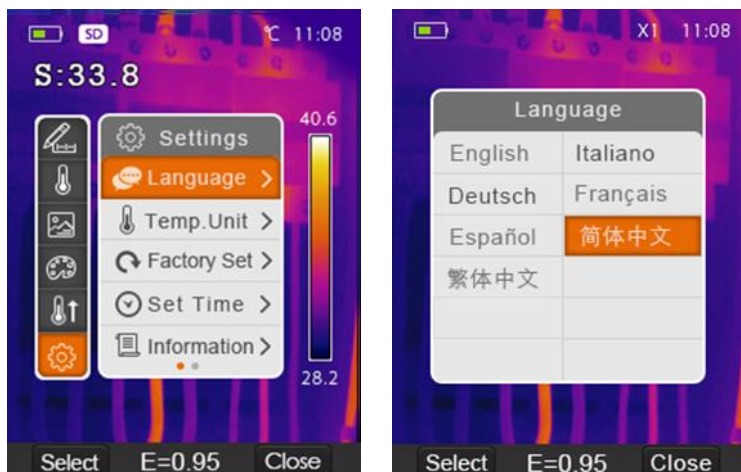 SD ℃ 11:08
S:33.8
40.6
Settings
Language
Temp.Unit
Factory Set
Set Time
Information
28.2
Select E=0.95 Close
X1 11:08
Language
English Italiano
Deutsch Français
Español 简体中文
繁体中文
Select E=0.95 Close